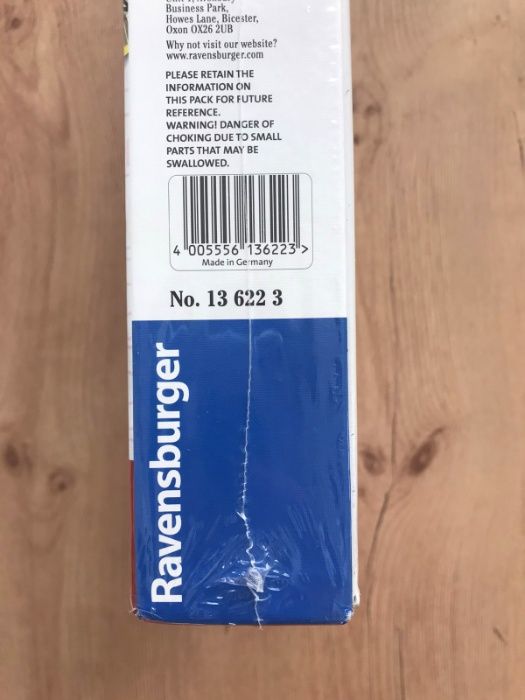 Business Park,
Howes Lane, Bicester,
Oxon OX26 2UB
Why not visit our website?
www.ravensburger.com
PLEASE RETAIN THE
INFORMATION ON
THIS PACK FOR FUTURE
REFERENCE.
WARNING! DANGER OF
CHOKING DUE TO SMALL
PARTS THAT MAY BE
SWALLOWED.
4 005556 136223 >
Made in Germany
No. 13 622 3
Ravensburger